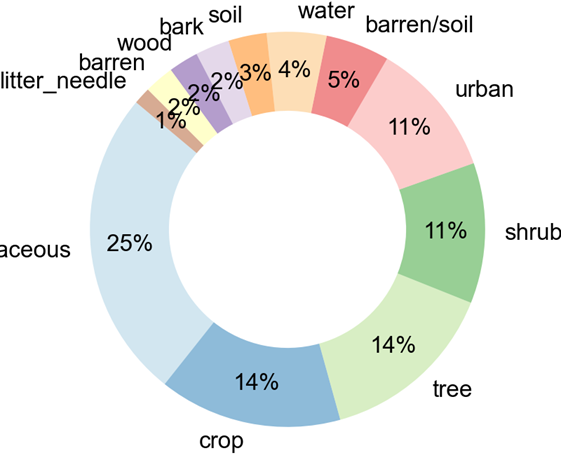 water
soil
barren/soil
bark
wood
barren
litter_needle
urban
shrub
tree
crop
aceous
4%
3%
5%
2%
2%
2%
1%
11%
11%
14%
14%
25%